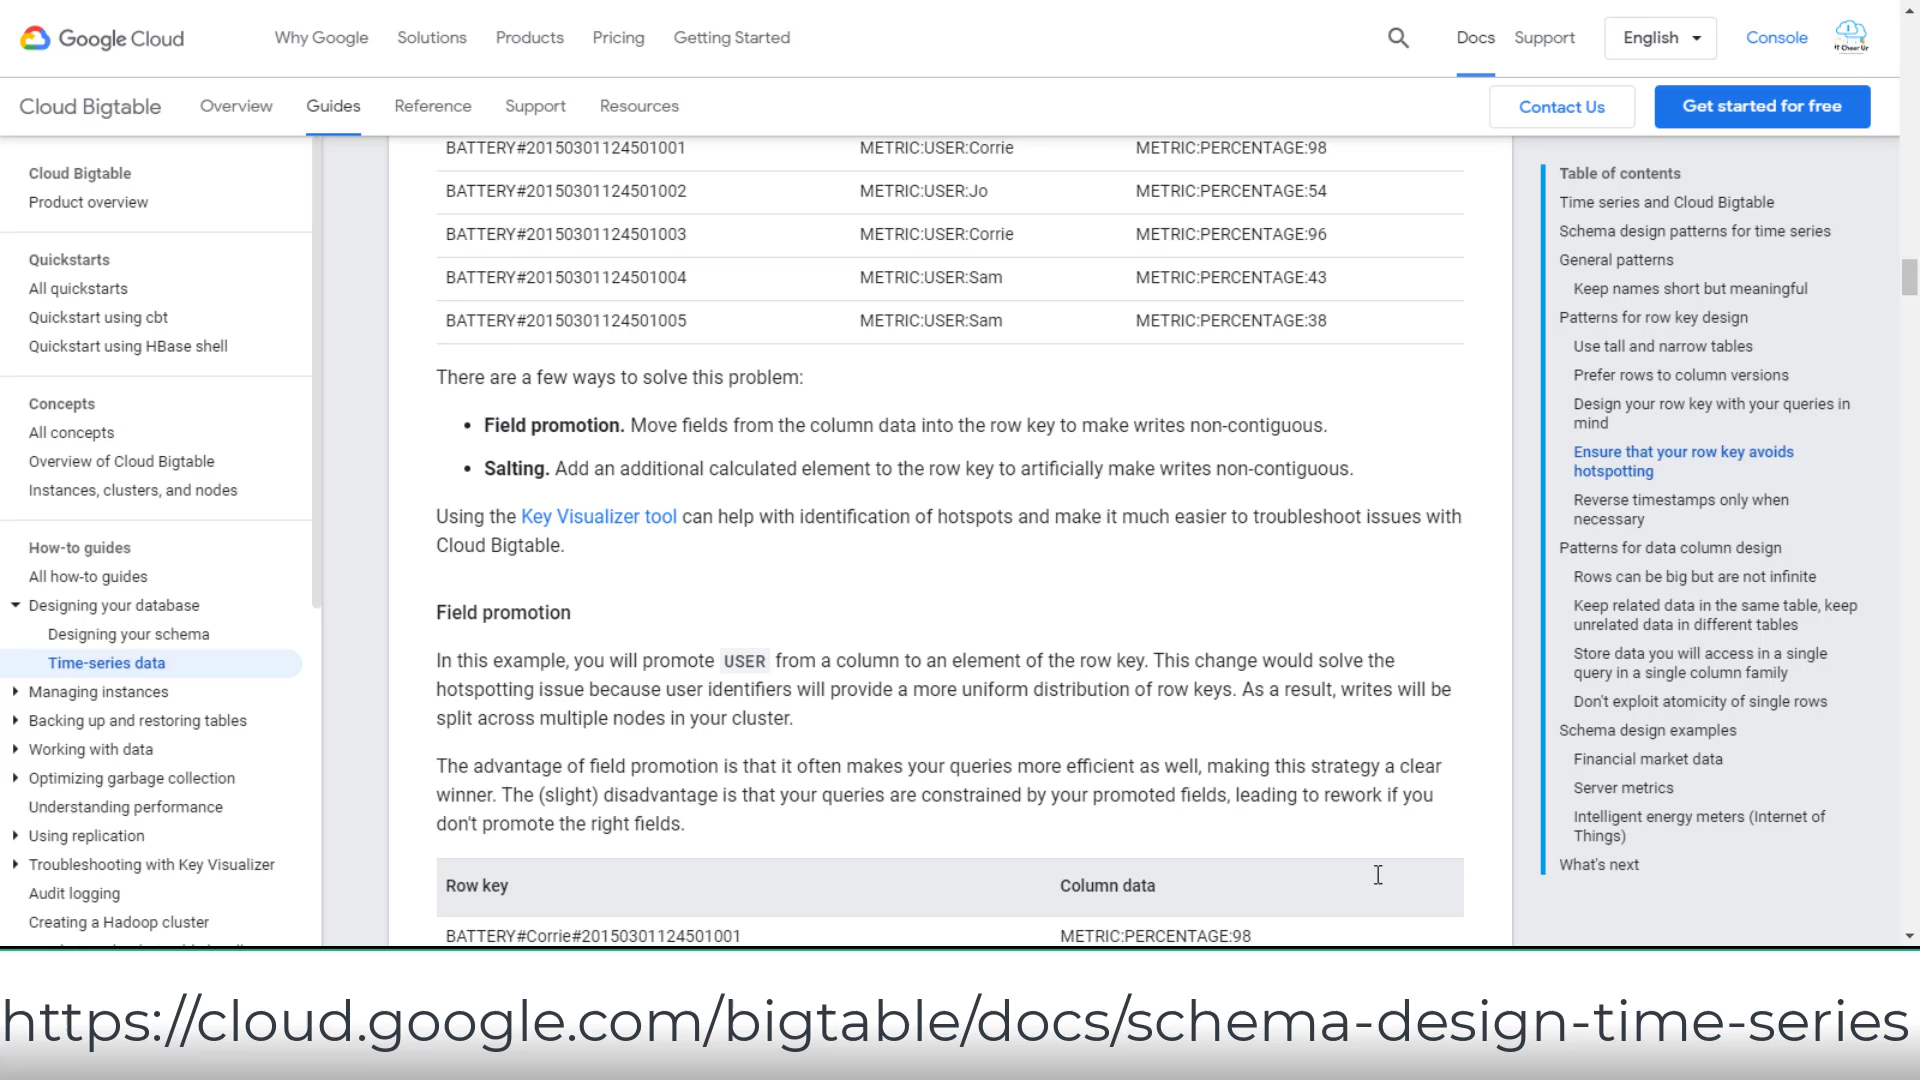 Google Cloud
Why Google Solutions Products Pricing Getting Started
Docs Support English Console
IT Cheer Up
Cloud Bigtable Overview Guides Reference Support Resources
Contact Us Get started for free
Cloud Bigtable
Product overview
Quickstarts
All quickstarts
Quickstart using cbt
Quickstart using HBase shell
Concepts
All concepts
Overview of Cloud Bigtable
Instances, clusters, and nodes
How-to guides
All how-to guides
Designing your database
Designing your schema
Time-series data
Managing instances
Backing up and restoring tables
Working with data
Optimizing garbage collection
Understanding performance
Using replication
Troubleshooting with Key Visualizer
Audit logging
Creating a Hadoop cluster
BATTERY#20150301124501001 METRIC:USER:Corrie METRIC:PERCENTAGE:98
BATTERY#20150301124501002 METRIC:USER:Jo METRIC:PERCENTAGE:54
BATTERY#20150301124501003 METRIC:USER:Corrie METRIC:PERCENTAGE:96
BATTERY#20150301124501004 METRIC:USER:Sam METRIC:PERCENTAGE:43
BATTERY#20150301124501005 METRIC:USER:Sam METRIC:PERCENTAGE:38
There are a few ways to solve this problem:
• Field promotion. Move fields from the column data into the row key to make writes non-contiguous.
• Salting. Add an additional calculated element to the row key to artificially make writes non-contiguous.
Using the Key Visualizer tool can help with identification of hotspots and make it much easier to troubleshoot issues with
Cloud Bigtable.
Field promotion
In this example, you will promote USER from a column to an element of the row key. This change would solve the
hotspotting issue because user identifiers will provide a more uniform distribution of row keys. As a result, writes will be
split across multiple nodes in your cluster.
The advantage of field promotion is that it often makes your queries more efficient as well, making this strategy a clear
winner. The (slight) disadvantage is that your queries are constrained by your promoted fields, leading to rework if you
don't promote the right fields.
Row key Column data
BATTERY#Corrie#20150301124501001 METRIC:PERCENTAGE:98
Table of contents
Time series and Cloud Bigtable
Schema design patterns for time series
General patterns
Keep names short but meaningful
Patterns for row key design
Use tall and narrow tables
Prefer rows to column versions
Design your row key with your queries in
mind
Ensure that your row key avoids
hotspotting
Reverse timestamps only when
necessary
Patterns for data column design
Rows can be big but are not infinite
Keep related data in the same table, keep
unrelated data in different tables
Store data you will access in a single
query in a single column family
Don't exploit atomicity of single rows
Schema design examples
Financial market data
Server metrics
Intelligent energy meters (Internet of
Things)
What's next
https://cloud.google.com/bigtable/docs/schema-design-time-series